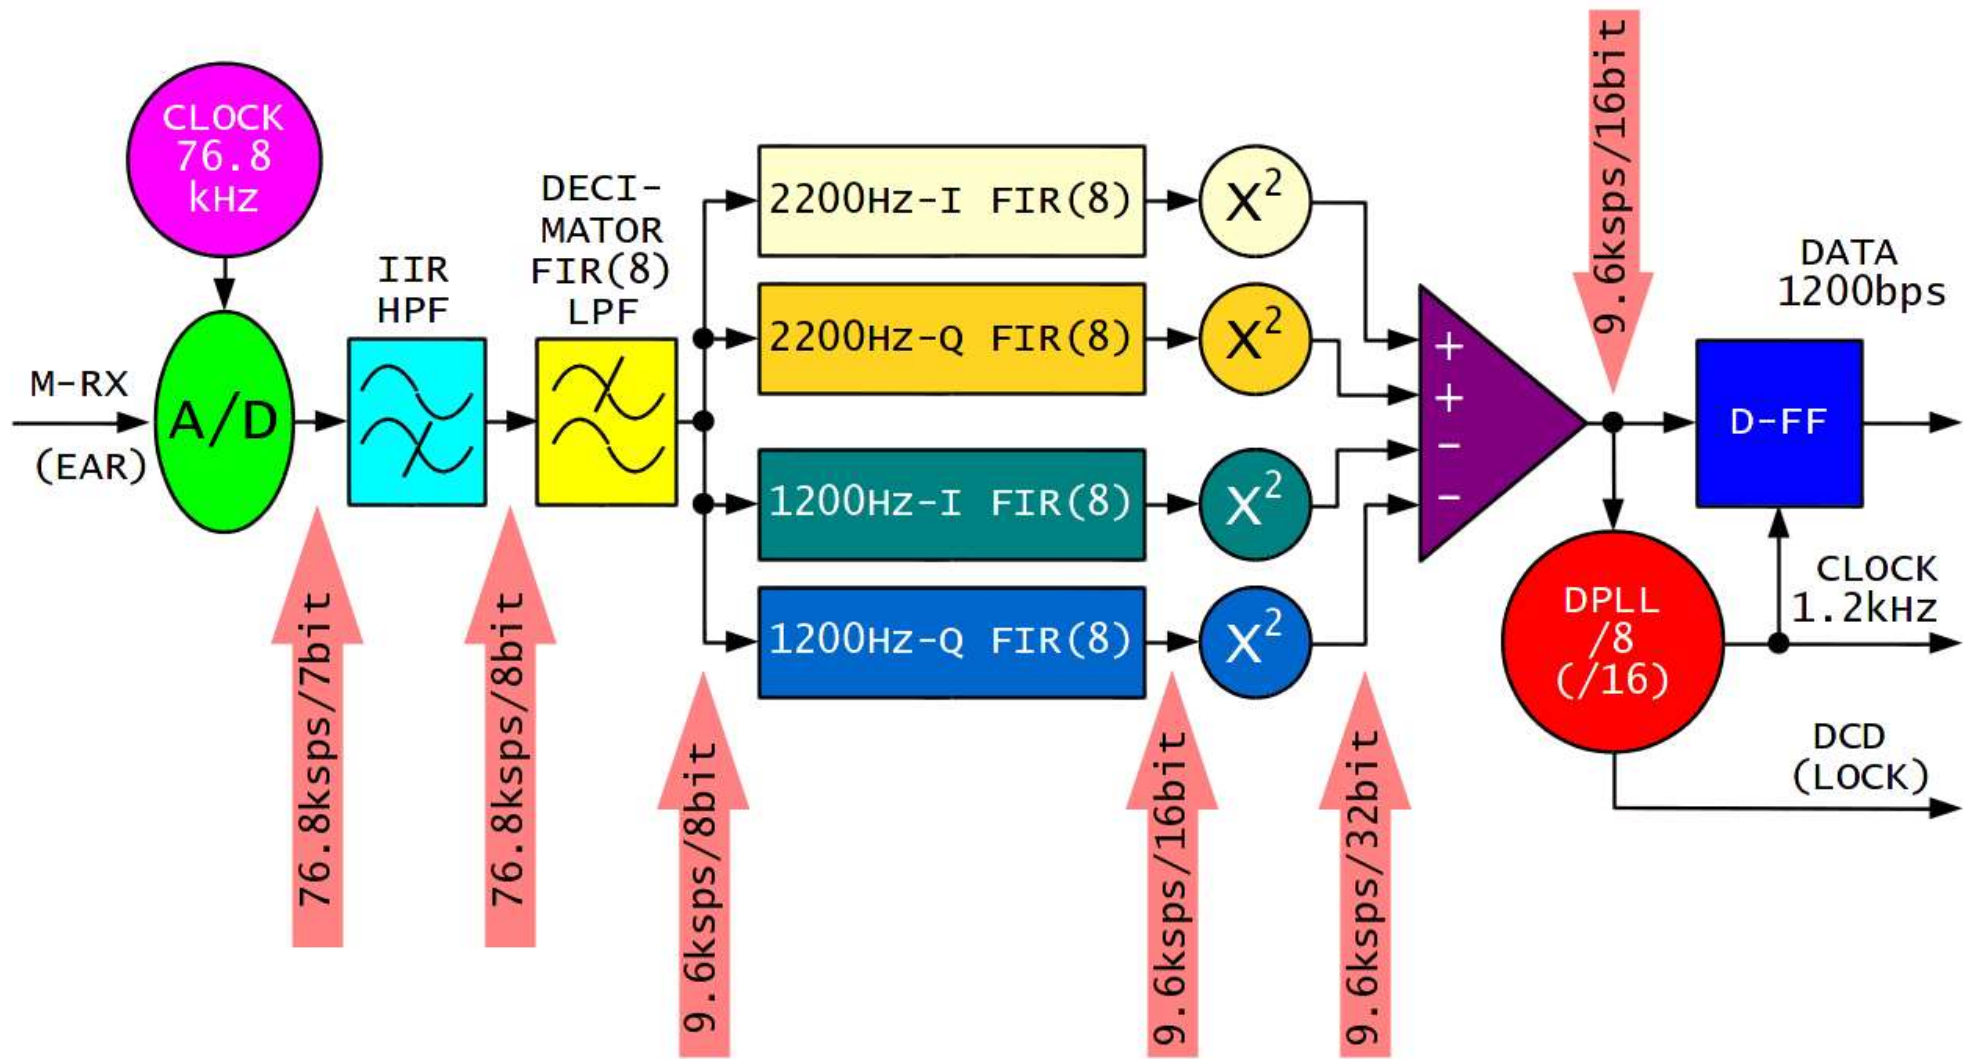 CLOCK
76.8
kHz
M-RX
(EAR)
A/D
IIR
HPF
DECI-
MATOR
FIR(8)
LPF
2200Hz-I FIR(8)
X²
2200Hz-Q FIR(8)
X²
1200Hz-I FIR(8)
X²
1200Hz-Q FIR(8)
X²
+
+
-
-
D-FF
DATA
1200bps
DPLL
/8
(/16)
CLOCK
1.2kHz
DCD
(LOCK)
76.8ksps/7bit
76.8ksps/8bit
9.6ksps/8bit
9.6ksps/16bit
9.6ksps/32bit
9.6ksps/16bit